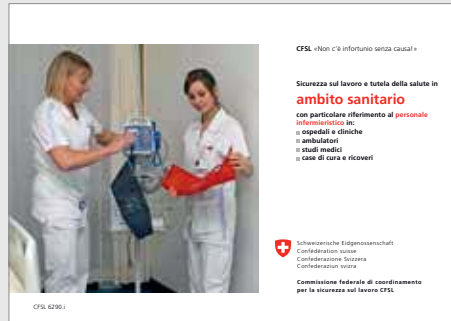 CFSL «Non c'è infortunio senza causa!»
Sicurezza sul lavoro e tutela della salute in
ambito sanitario
con particolare riferimento al personale
infermieristico in:
ospedali e cliniche
ambulatori
studi medici
case di cura e ricoveri
Schweizerische Eidgenossenschaft
Confédération suisse
Confederazione Svizzera
Confederaziun svizra
Commissione federale di coordinamento
per la sicurezza sul lavoro CFSL
CFSL 6290.i